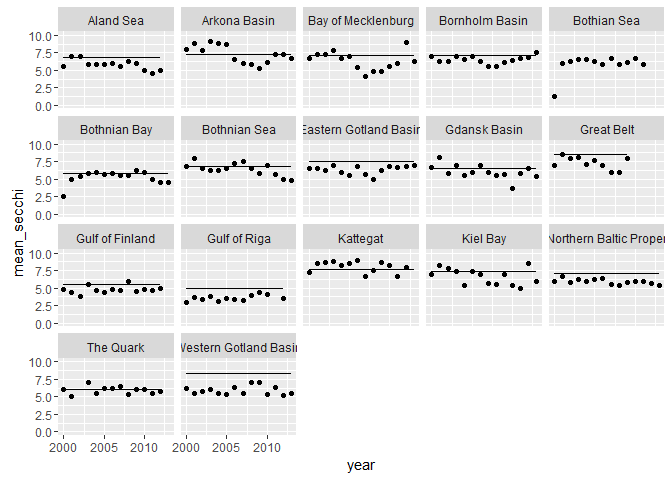 Aland Sea
Arkona Basin
Bay of Mecklenburg
Bornholm Basin
Bothian Sea
10.0
7.5
5.0
2.5
0.0
Bothnian Bay
Bothnian Sea
Eastern Gotland Basin
Gdansk Basin
Great Belt
10.0
7.5
5.0
2.5
0.0
mean_secchi
Gulf of Finland
Gulf of Riga
Kattegat
Kiel Bay
Northern Baltic Proper
10.0
7.5
5.0
2.5
0.0
The Quark
Western Gotland Basin
10.0
7.5
5.0
2.5
0.0
2000 2005 2010
2000 2005 2010
year